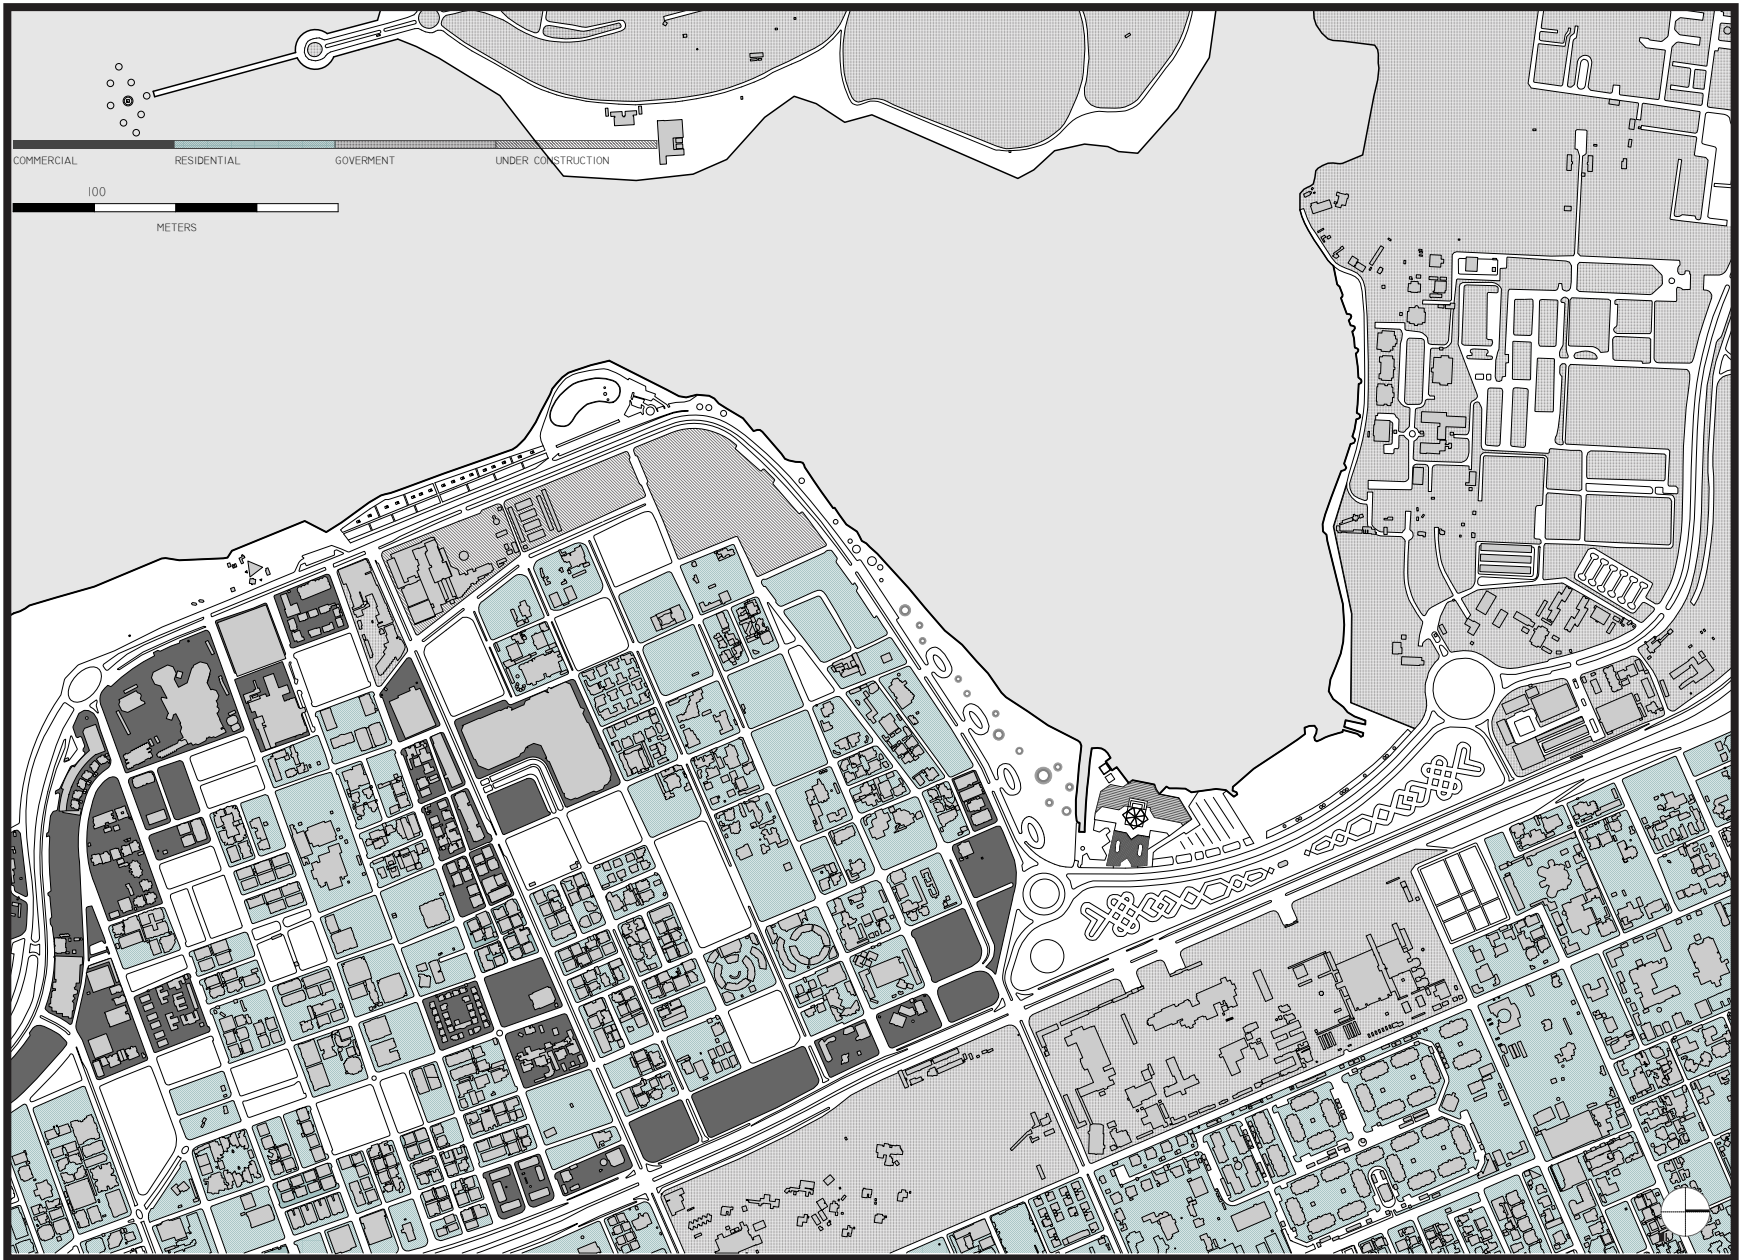 COMMERCIAL RESIDENTIAL GOVERMENT UNDER CONSTRUCTION
100
METERS